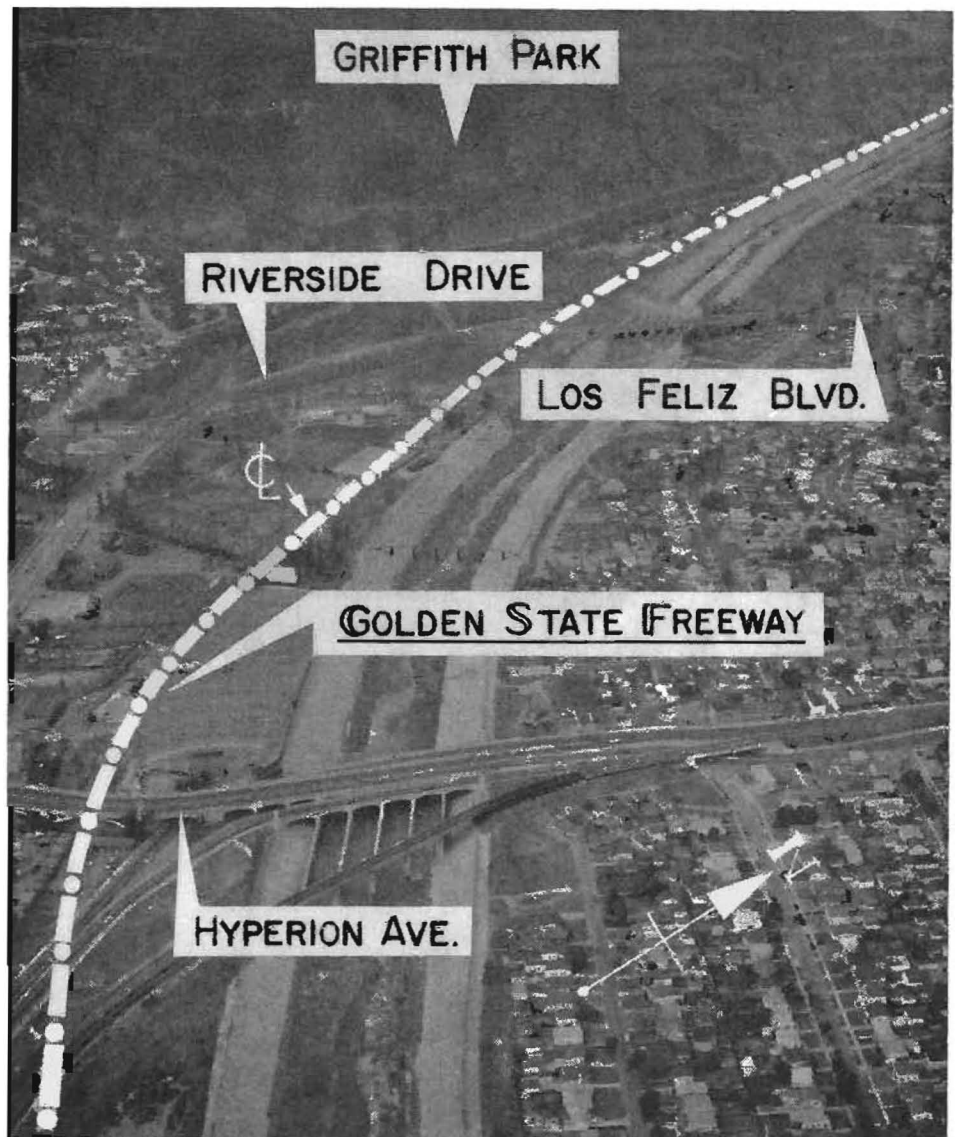 GRIFFITH PARK
RIVERSIDE DRIVE
LOS FELIZ BLVD.
℄
GOLDEN STATE FREEWAY
HYPERION AVE.
N